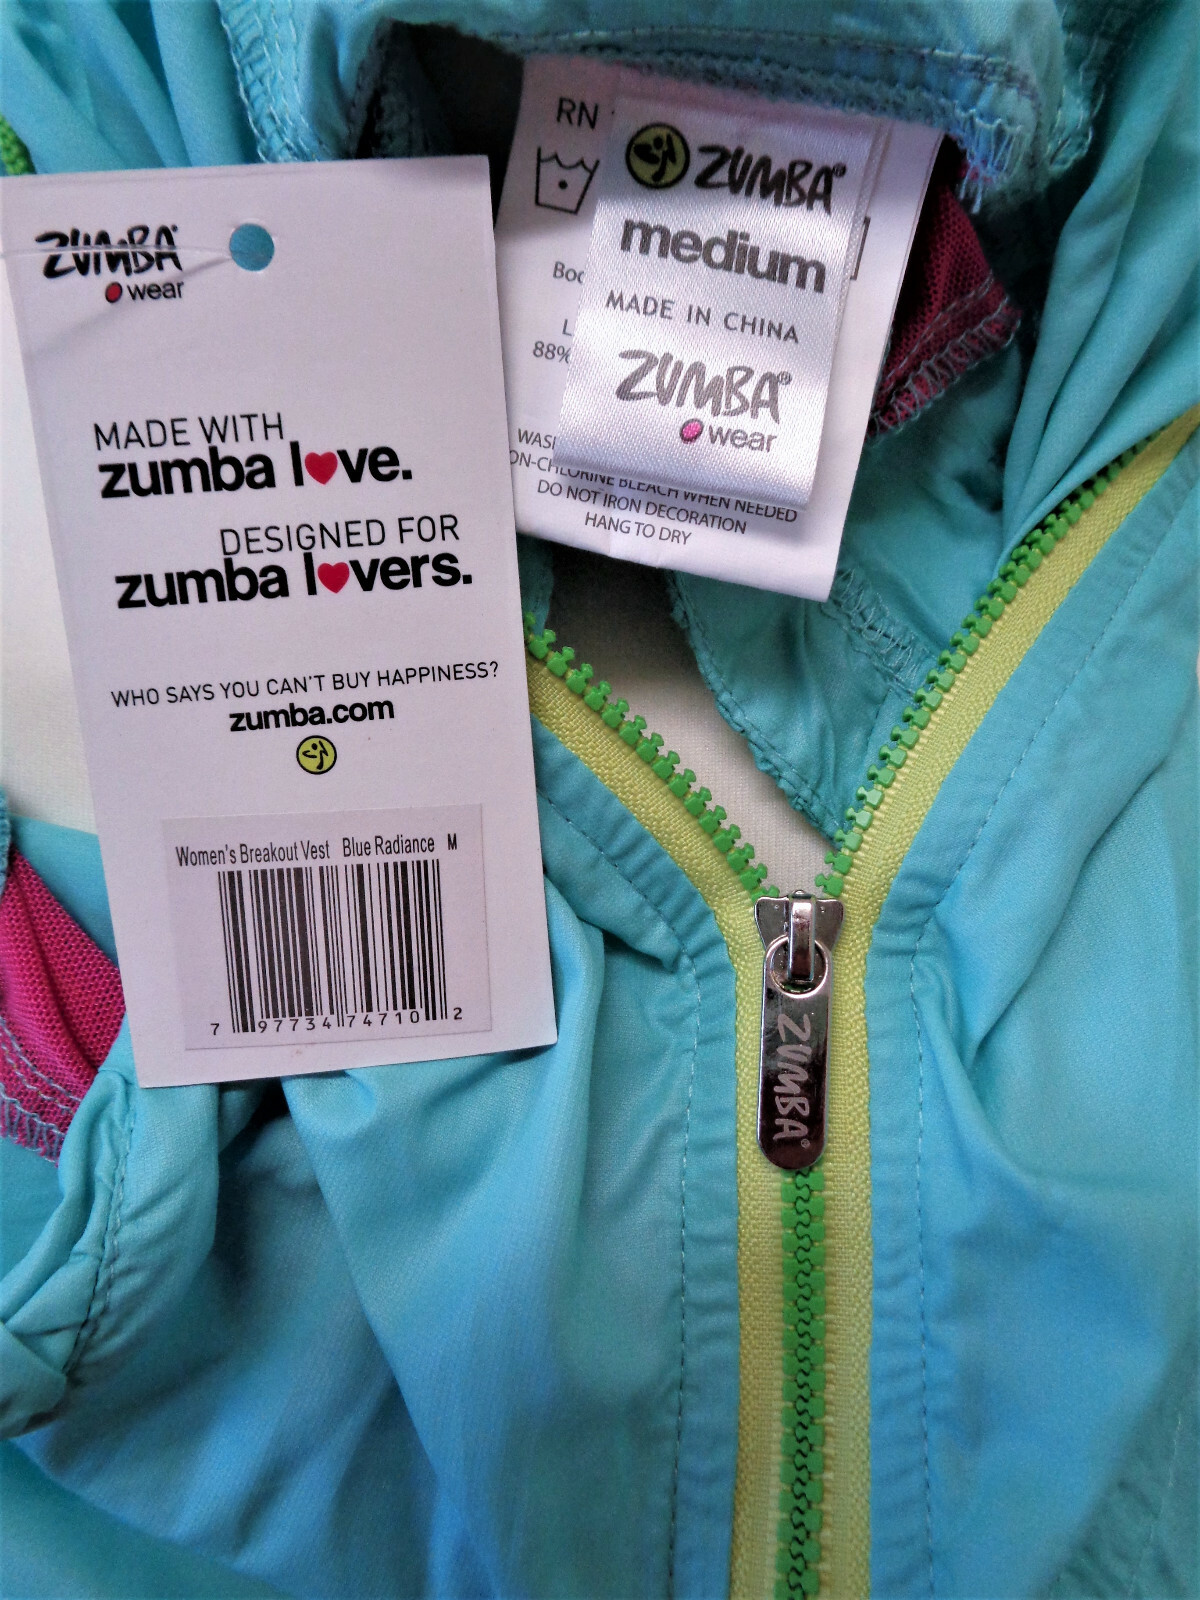 ZUMBA®
wear
MADE WITH
zumba love.
DESIGNED FOR
zumba lovers.
WHO SAYS YOU CAN'T BUY HAPPINESS?
zumba.com
Women's Breakout Vest Blue Radiance M
7 97734 74710 2
RN
ZUMBA®
medium
MADE IN CHINA
ZUMBA®
wear
88%
BLEACH WHEN NEEDED
DO NOT IRON DECORATION
HANG TO DRY
ZUMBA®